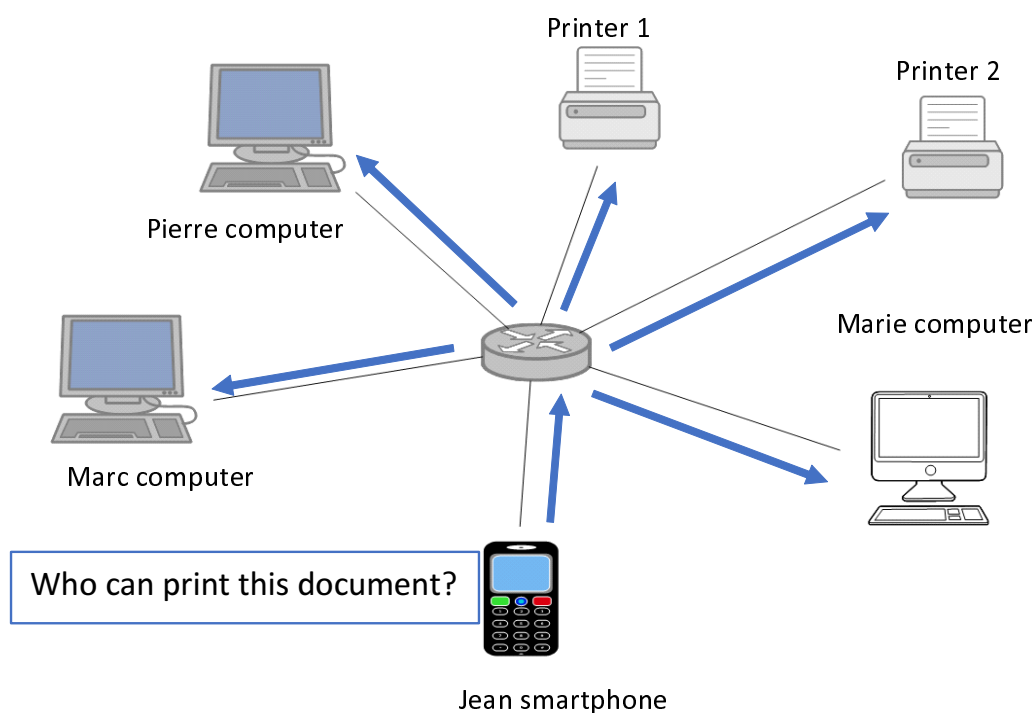 Printer 1
Printer 2
Pierre computer
Marie computer
Marc computer
Who can print this document?
Jean smartphone